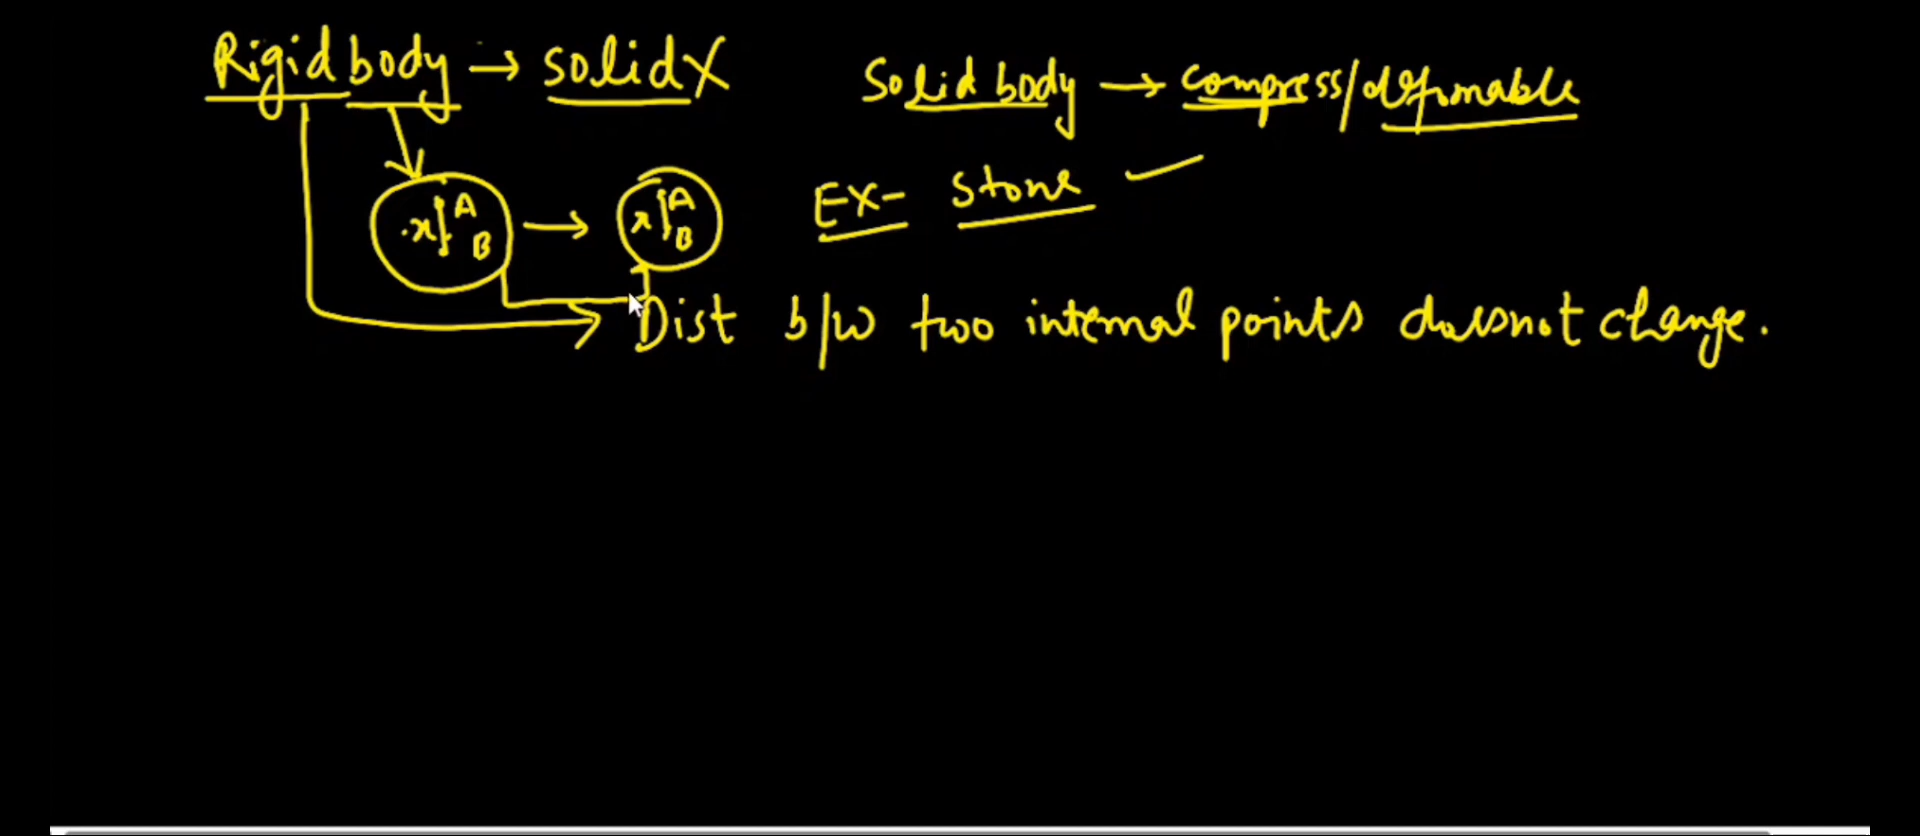 Rigid body → solid X
Solid body → compress/deformable
Ex- Stone
x A B → x A B
Dist b/w two internal points doesnot change.